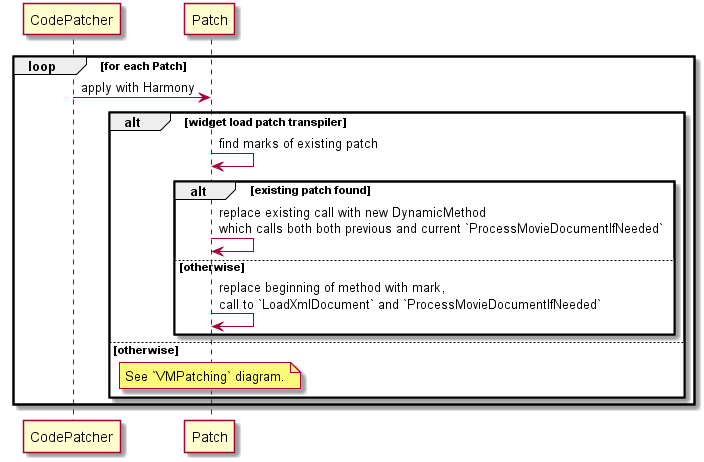 CodePatcher
Patch
loop
[for each Patch]
apply with Harmony
alt
[widget load patch transpiler]
find marks of existing patch
alt
[existing patch found]
replace existing call with new DynamicMethod
which calls both both previous and current `ProcessMovieDocumentIfNeeded`
[otherwise]
replace beginning of method with mark,
call to `LoadXmlDocument` and `ProcessMovieDocumentIfNeeded`
[otherwise]
See `VMPatching` diagram.
CodePatcher
Patch